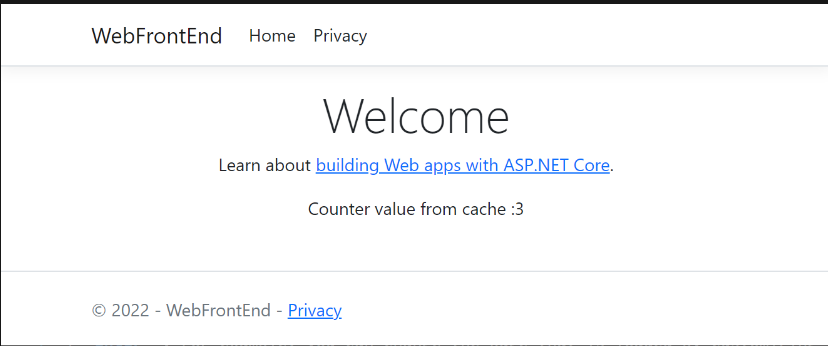 WebFrontEnd Home Privacy
Welcome
Learn about building Web apps with ASP.NET Core.
Counter value from cache :3
© 2022 - WebFrontEnd - Privacy